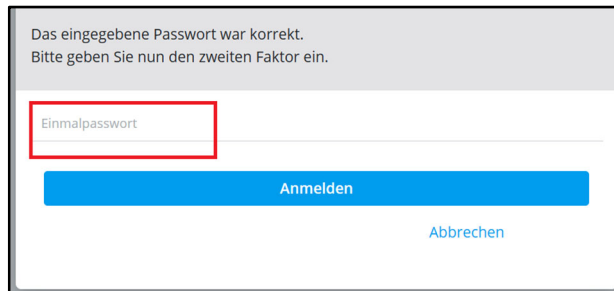 Das eingegebene Passwort war korrekt.
Bitte geben Sie nun den zweiten Faktor ein.
Einmalpasswort
Anmelden
Abbrechen